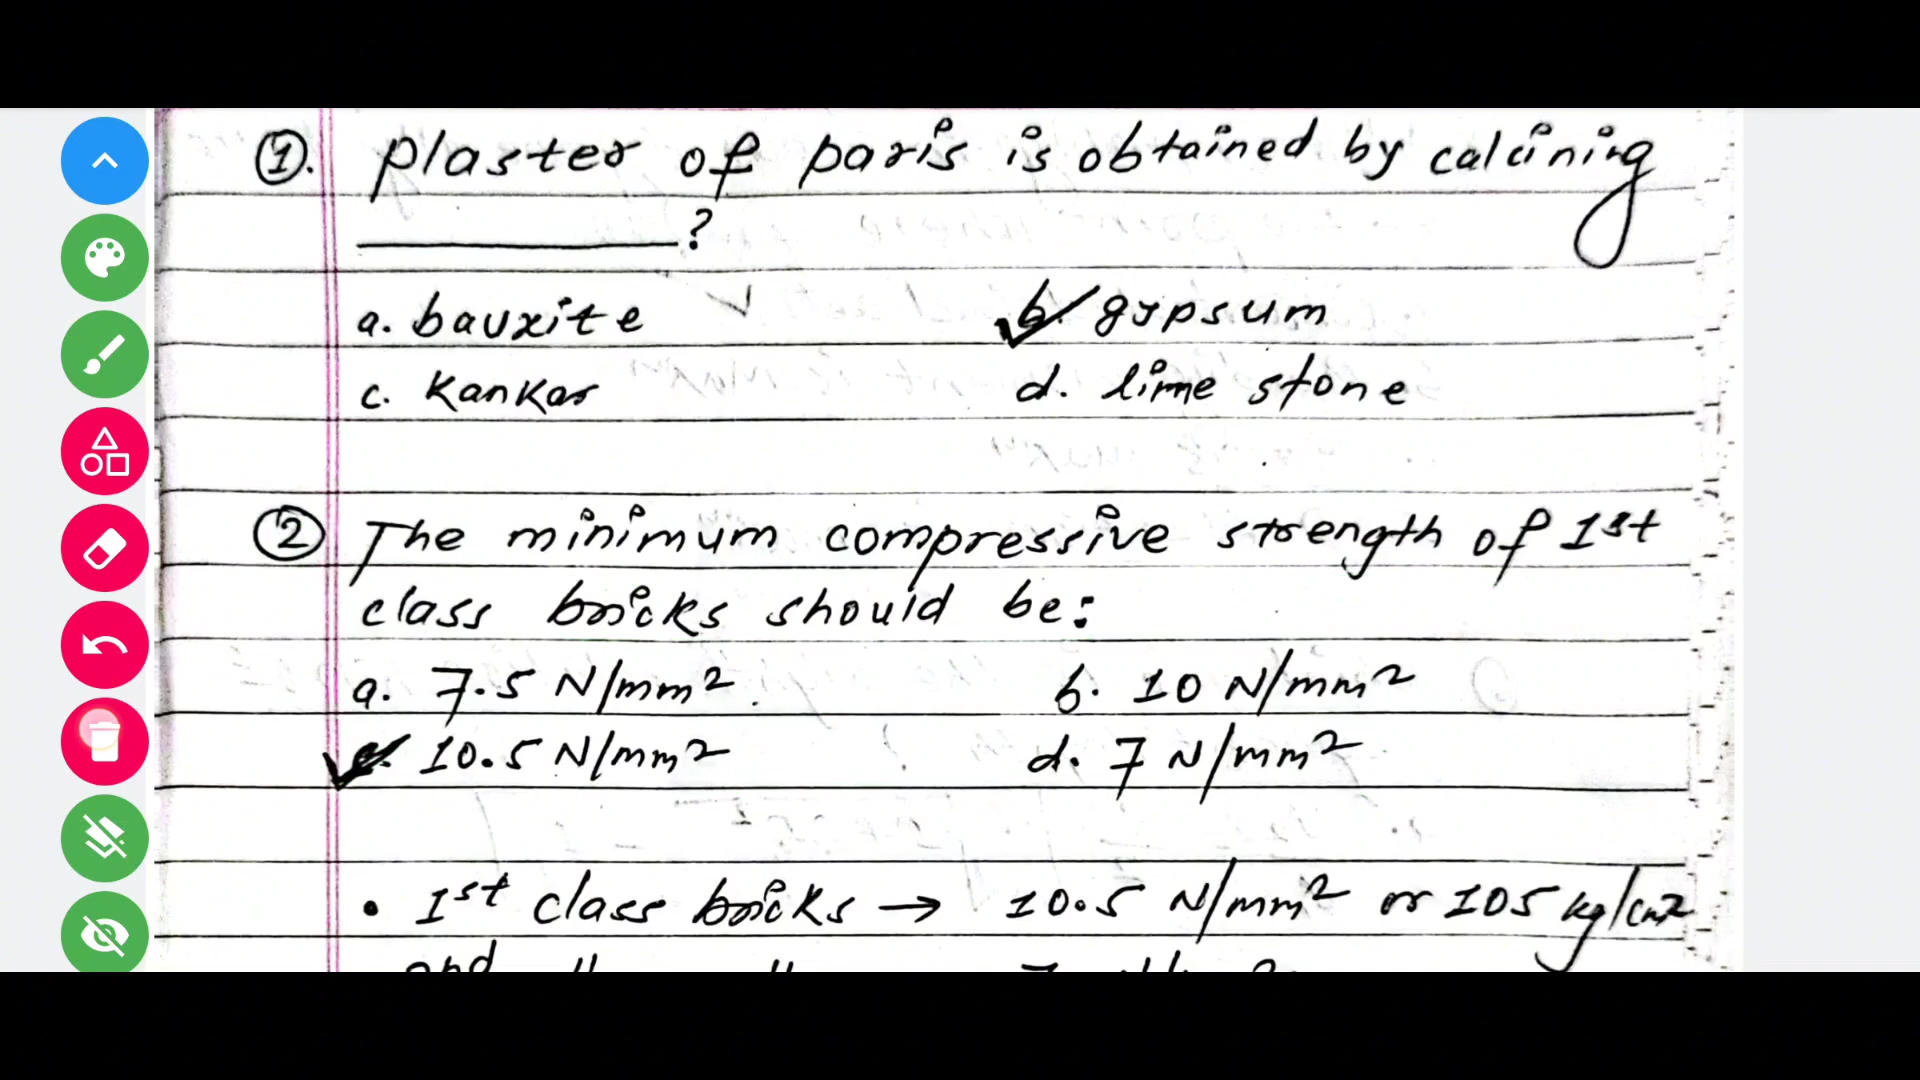 ①. plaster of paris is obtained by calcining
__________?
a. bauxite b. gypsum
c. Kankar d. lime stone
② The minimum compressive strength of 1st
class bricks should be:
a. 7.5 N/mm² b. 10 N/mm²
c. 10.5 N/mm² d. 7 N/mm²
• 1st class bricks → 10.5 N/mm² or 105 kg/cm²